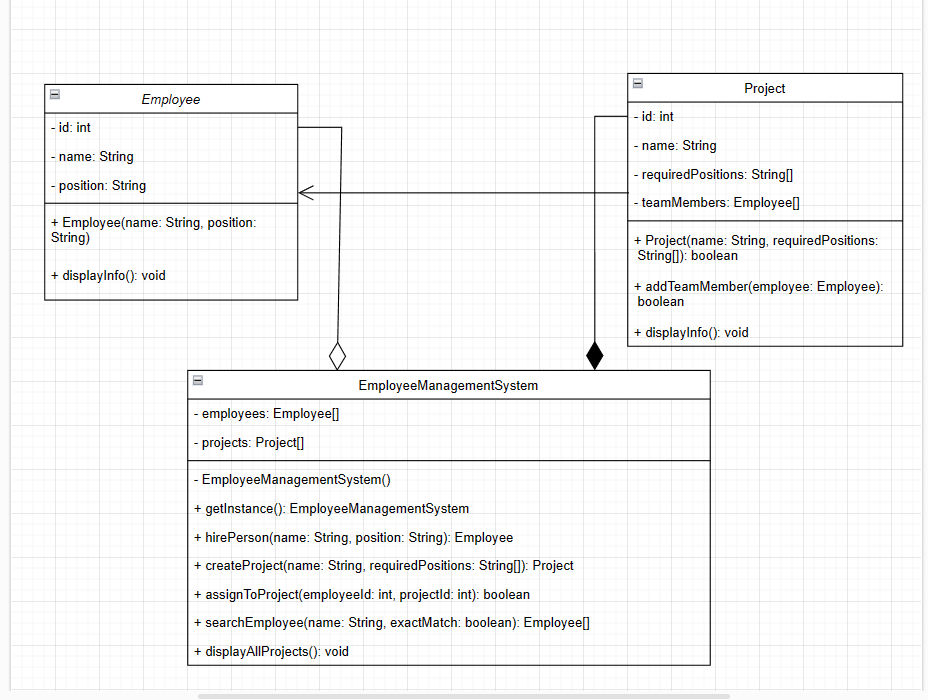 Employee
- id: int
- name: String
- position: String
+ Employee(name: String, position:
String)
+ displayInfo(): void
Project
- id: int
- name: String
- requiredPositions: String[]
- teamMembers: Employee[]
+ Project(name: String, requiredPositions:
String[]): boolean
+ addTeamMember(employee: Employee):
boolean
+ displayInfo(): void
EmployeeManagementSystem
- employees: Employee[]
- projects: Project[]
- EmployeeManagementSystem()
+ getInstance(): EmployeeManagementSystem
+ hirePerson(name: String, position: String): Employee
+ createProject(name: String, requiredPositions: String[]): Project
+ assignToProject(employeeId: int, projectId: int): boolean
+ searchEmployee(name: String, exactMatch: boolean): Employee[]
+ displayAllProjects(): void